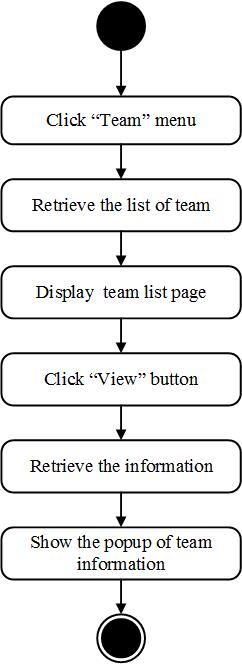 Click “Team” menu
Retrieve the list of team
Display team list page
Click “View” button
Retrieve the information
Show the popup of team
information